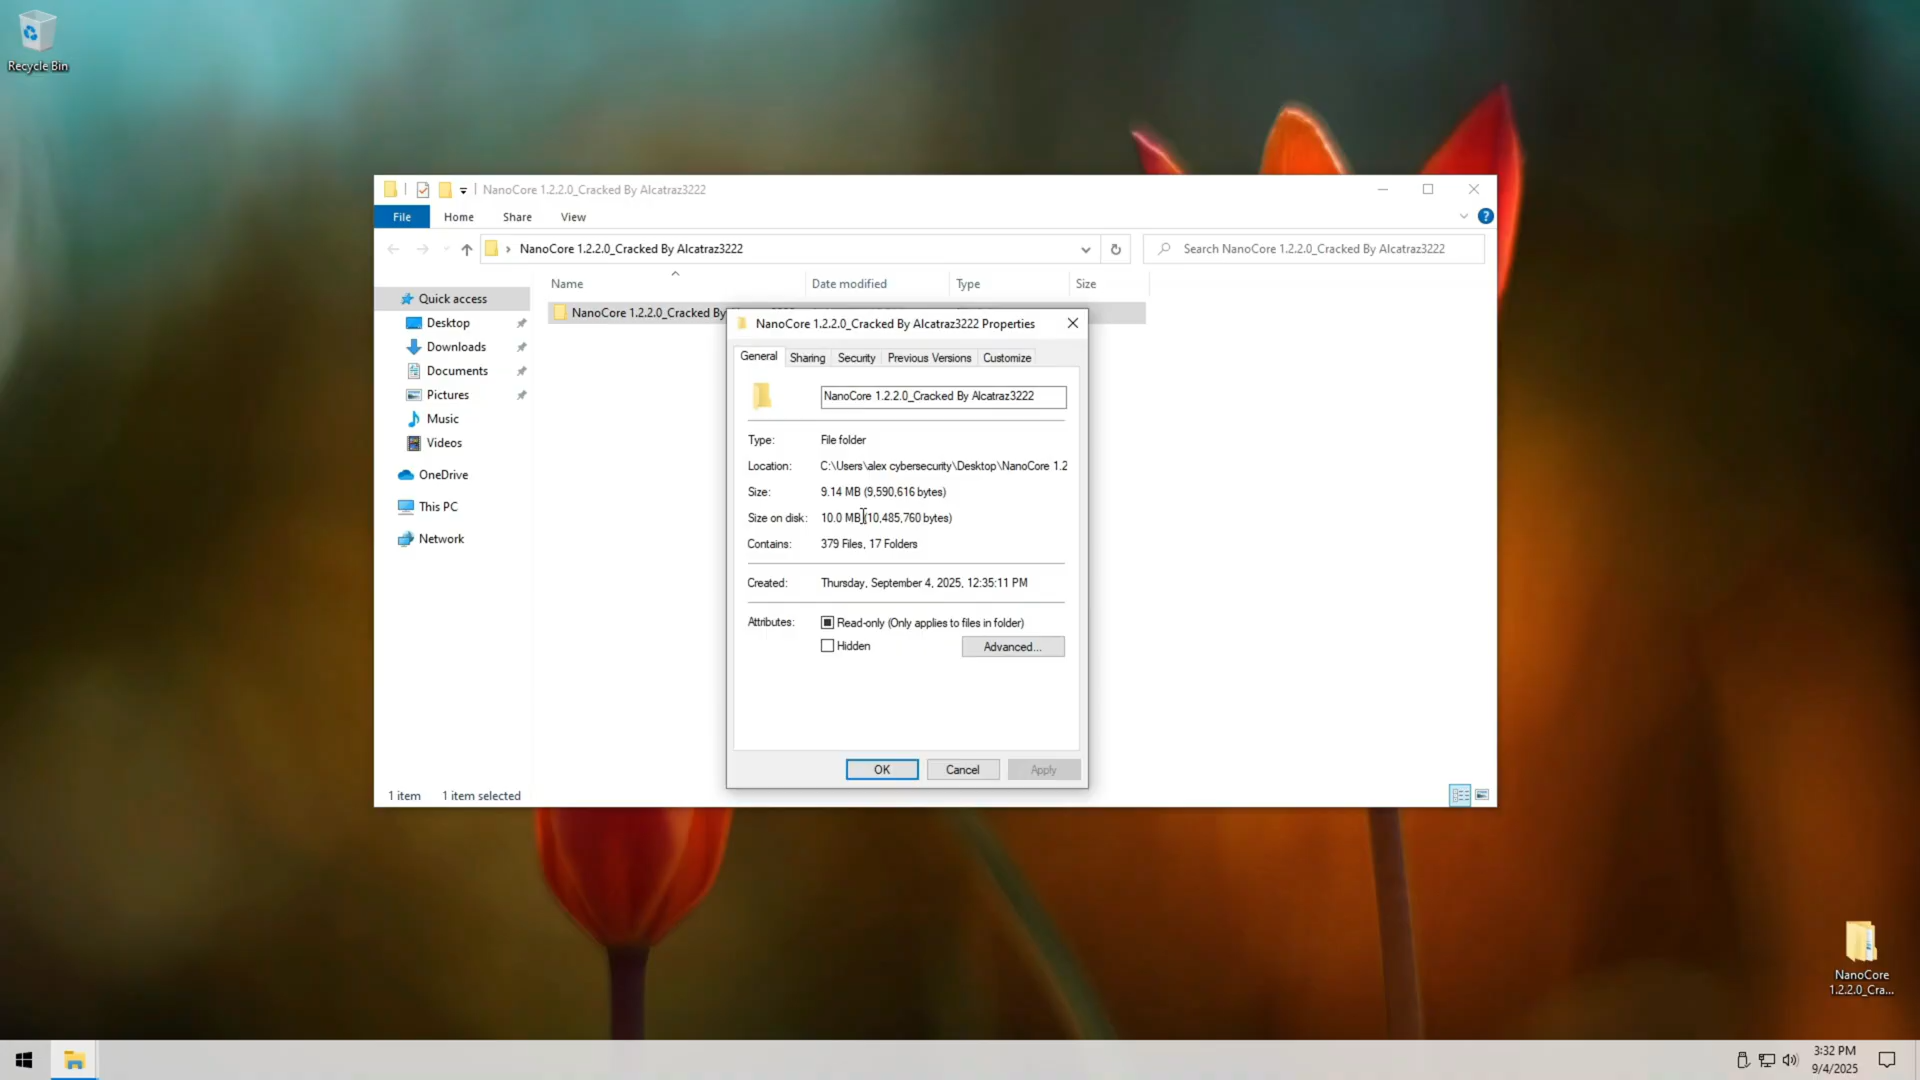 Recycle Bin
NanoCore 1.2.2.0_Cracked By Alcatraz3222
File
Home
Share
View
NanoCore 1.2.2.0_Cracked By Alcatraz3222
Search NanoCore 1.2.2.0_Cracked By Alcatraz3222
Name
Date modified
Type
Size
Quick access
Desktop
Downloads
Documents
Pictures
Music
Videos
OneDrive
This PC
Network
NanoCore 1.2.2.0_Cracked By
NanoCore 1.2.2.0_Cracked By Alcatraz3222 Properties
General
Sharing
Security
Previous Versions
Customize
NanoCore 1.2.2.0_Cracked By Alcatraz3222
Type: File folder
Location: C:\Users\alex cybersecurity\Desktop\NanoCore 1.2
Size: 9.14 MB (9,590,616 bytes)
Size on disk: 10.0 MB (10,485,760 bytes)
Contains: 379 Files, 17 Folders
Created: Thursday, September 4, 2025, 12:35:11 PM
Attributes: Read-only (Only applies to files in folder)
Hidden
Advanced...
OK
Cancel
Apply
1 item
1 item selected
NanoCore
1.2.2.0_Cra...
3:32 PM
9/4/2025